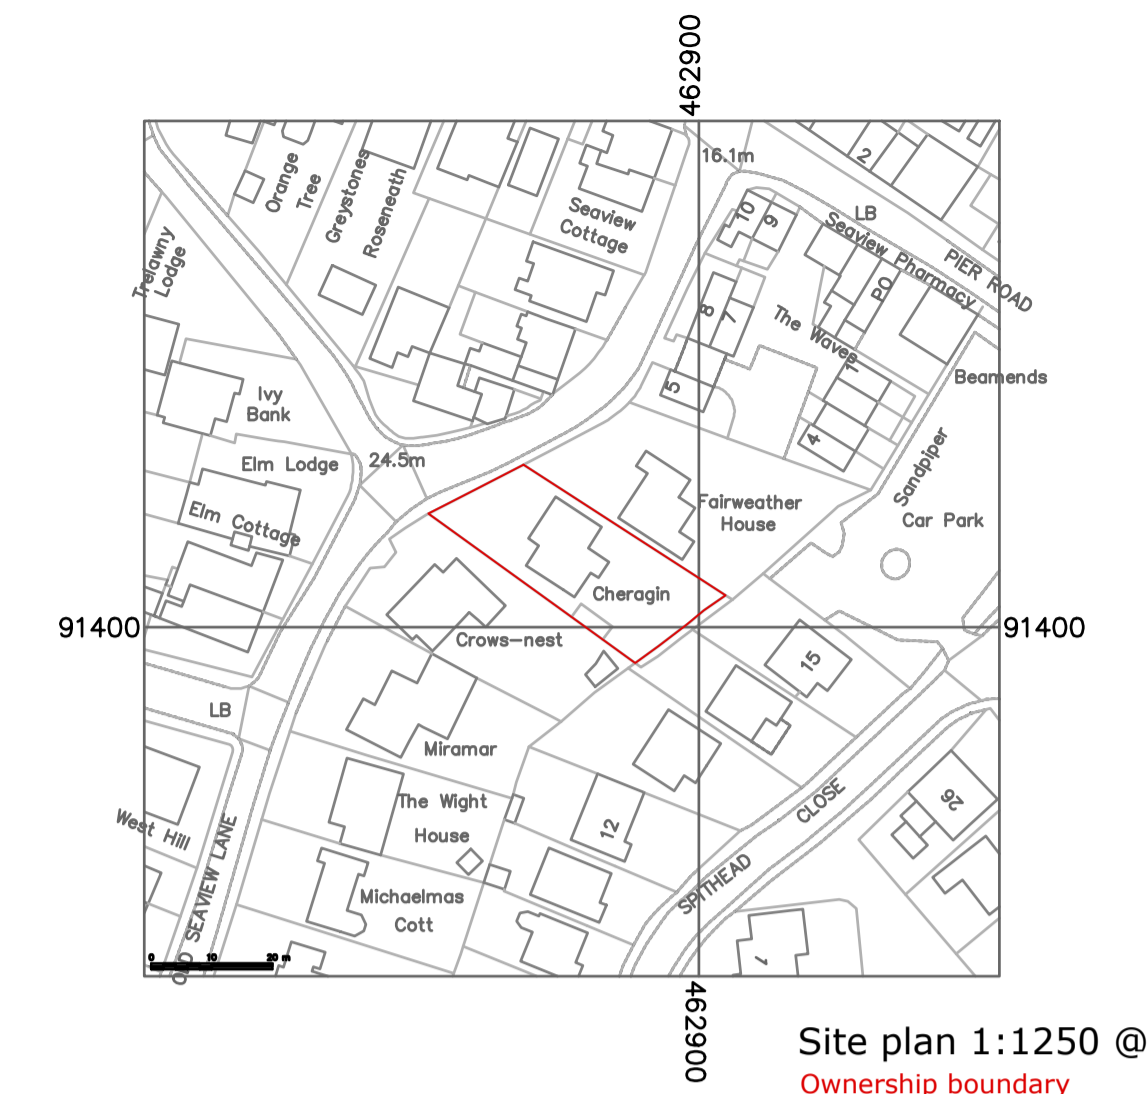 462900
16.1m
2
Orange
Tree
Greystones
Roseneath
Seaview
Cottage
10
9
LB
Seaview Pharmacy
PIER ROAD
Trelawny
Lodge
PO
8
7
The Waves
1
5
Beamends
Ivy
Bank
4
Elm Lodge
24.5m
Sandpiper
Fairweather
House
Car Park
Elm Cottage
Cheragin
91400
91400
Crows-nest
15
LB
Miramar
The Wight
House
CLOSE
26
12
West Hill
SPITHEAD
Michaelmas
Cott
OLD SEAVIEW LANE
0 10 20 m
462900
Site plan 1:1250 @
Ownership boundary